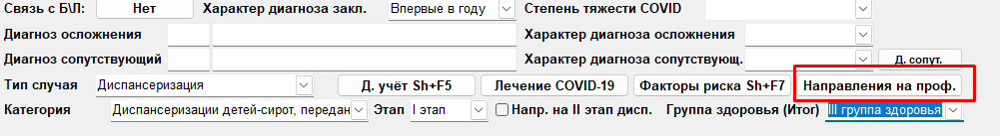 Связь с Б\Л: Нет Характер диагноза закл. Впервые в году Степень тяжести COVID
Диагноз осложнения Характер диагноза осложнения
Диагноз сопутствующий Характер диагноза сопутствующ. Д. сопут.
Тип случая Диспансеризация Д. учёт Sh+F5 Лечение COVID-19 Факторы риска Sh+F7 Направления на проф.
Категория Диспансеризации детей-сирот, передан Этап I этап Напр. на II этап дисп. Группа здоровья (Итог) III группа здоровья